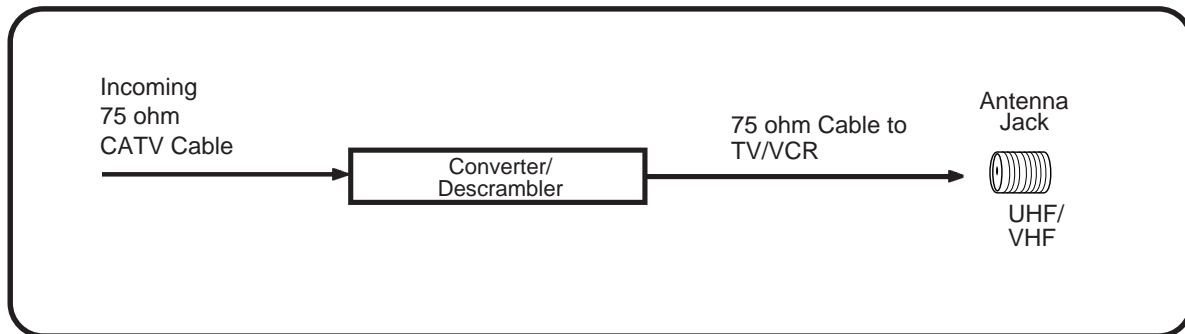 Incoming
75 ohm
CATV Cable
Converter/
Descrambler
75 ohm Cable to
TV/VCR
Antenna
Jack
UHF/
VHF